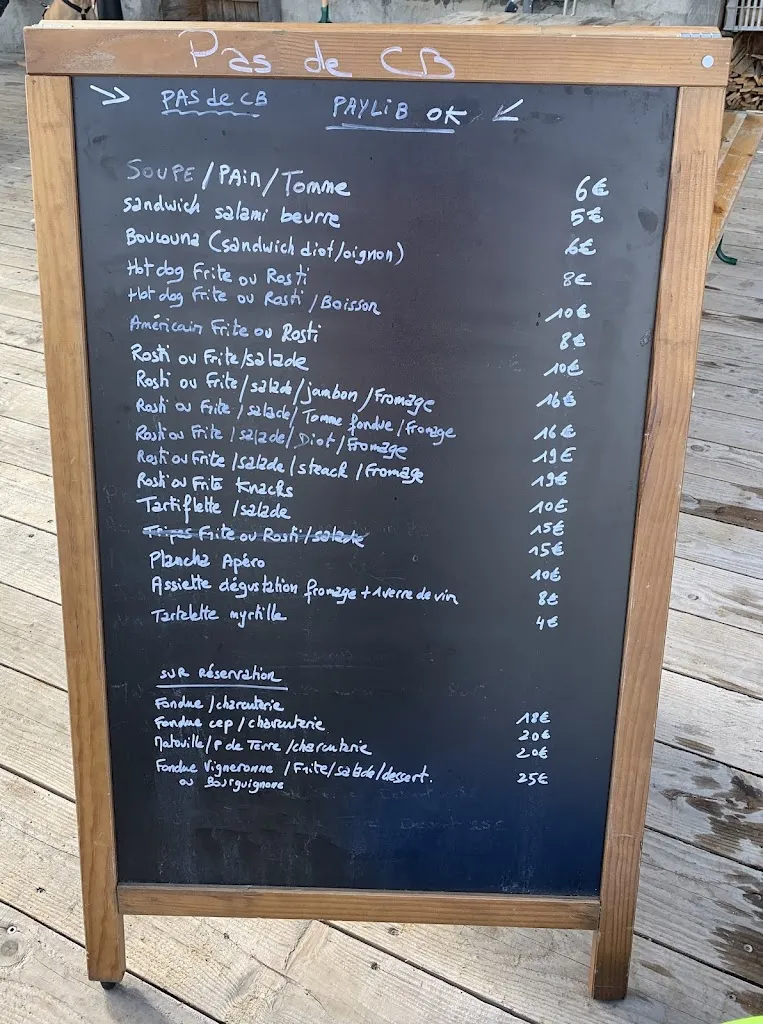 Pas de CB
PAS de CB PAYLIB OK
SOUPE/PAin/Tomme 6€
sandwich salami beurre 5€
Boucouna (sandwich diot/oignon) 6€
Hot dog Frite ou Rosti 8€
Hot dog Frite ou Rosti/Boisson 10€
Américain Frite ou Rosti 8€
Rosti ou Frite/salade 10€
Rosti ou Frite/salade/jambon/Fromage 16€
Rosti ou Frite/salade/Tomme fondue/Fromage 16€
Rosti ou Frite/salade/Diot/Fromage 19€
Rosti ou Frite/salade/steack/Fromage 19€
Rosti ou Frite Knacks 10€
Tartiflette/salade 15€
Fripes Frite ou Rosti/salade 15€
Plancha Apéro 10€
Assiette dégustation fromage + 1 verre de vin 8€
Tartelette myrtille 4€
SUR Réservation
Fondue/charcuterie 18€
Fondue cep/charcuterie 20€
Matouille/P de Terre/charcuterie 20€
Fondue Vigneronne/Frite/salade/dessert. 25€
ou Bourguignone